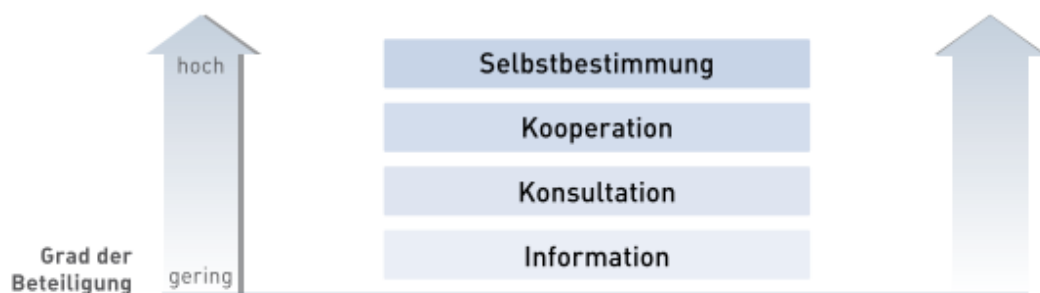 hoch
Selbstbestimmung
Kooperation
Konsultation
Information
Grad der
Beteiligung
gering